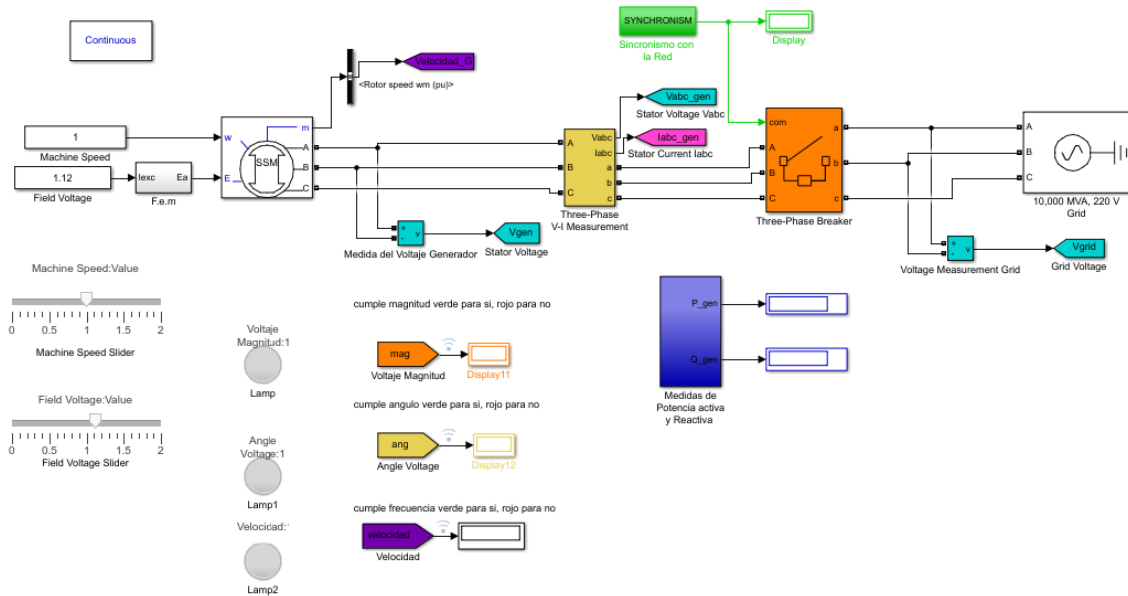 Continuous
Velocidad_G
<Rotor speed wm (pu)>
SYNCHRONISM
Sincronismo con
la Red
Display
1
Machine Speed
1.12
Field Voltage
Iexc
Ea
F.e.m
w
E
m
SSM
A
B
C
A
B
C
Vabc
Iabc
a
b
c
Three-Phase
V-I Measurement
Vabc_gen
Stator Voltage Vabc
Iabc_gen
Stator Current Iabc
com
A
B
C
a
b
c
Three-Phase Breaker
A
B
C
10,000 MVA, 220 V
Grid
+
-
v
Medida del Voltaje Generador
Vgen
Stator Voltage
+
-
v
Voltage Measurement Grid
Vgrid
Grid Voltage
Machine Speed:Value
0 0.5 1 1.5 2
Machine Speed Slider
Field Voltage:Value
0 0.5 1 1.5 2
Field Voltage Slider
Voltaje
Magnitud:1
Lamp
Angle
Voltage:1
Lamp1
Velocidad:
Lamp2
cumple magnitud verde para si, rojo para no
mag
Voltaje Magnitud
Display11
cumple angulo verde para si, rojo para no
ang
Angle Voltage
Display12
cumple frecuencia verde para si, rojo para no
velocidad
Velocidad
P_gen
Q_gen
Medidas de
Potencia activa
y Reactiva